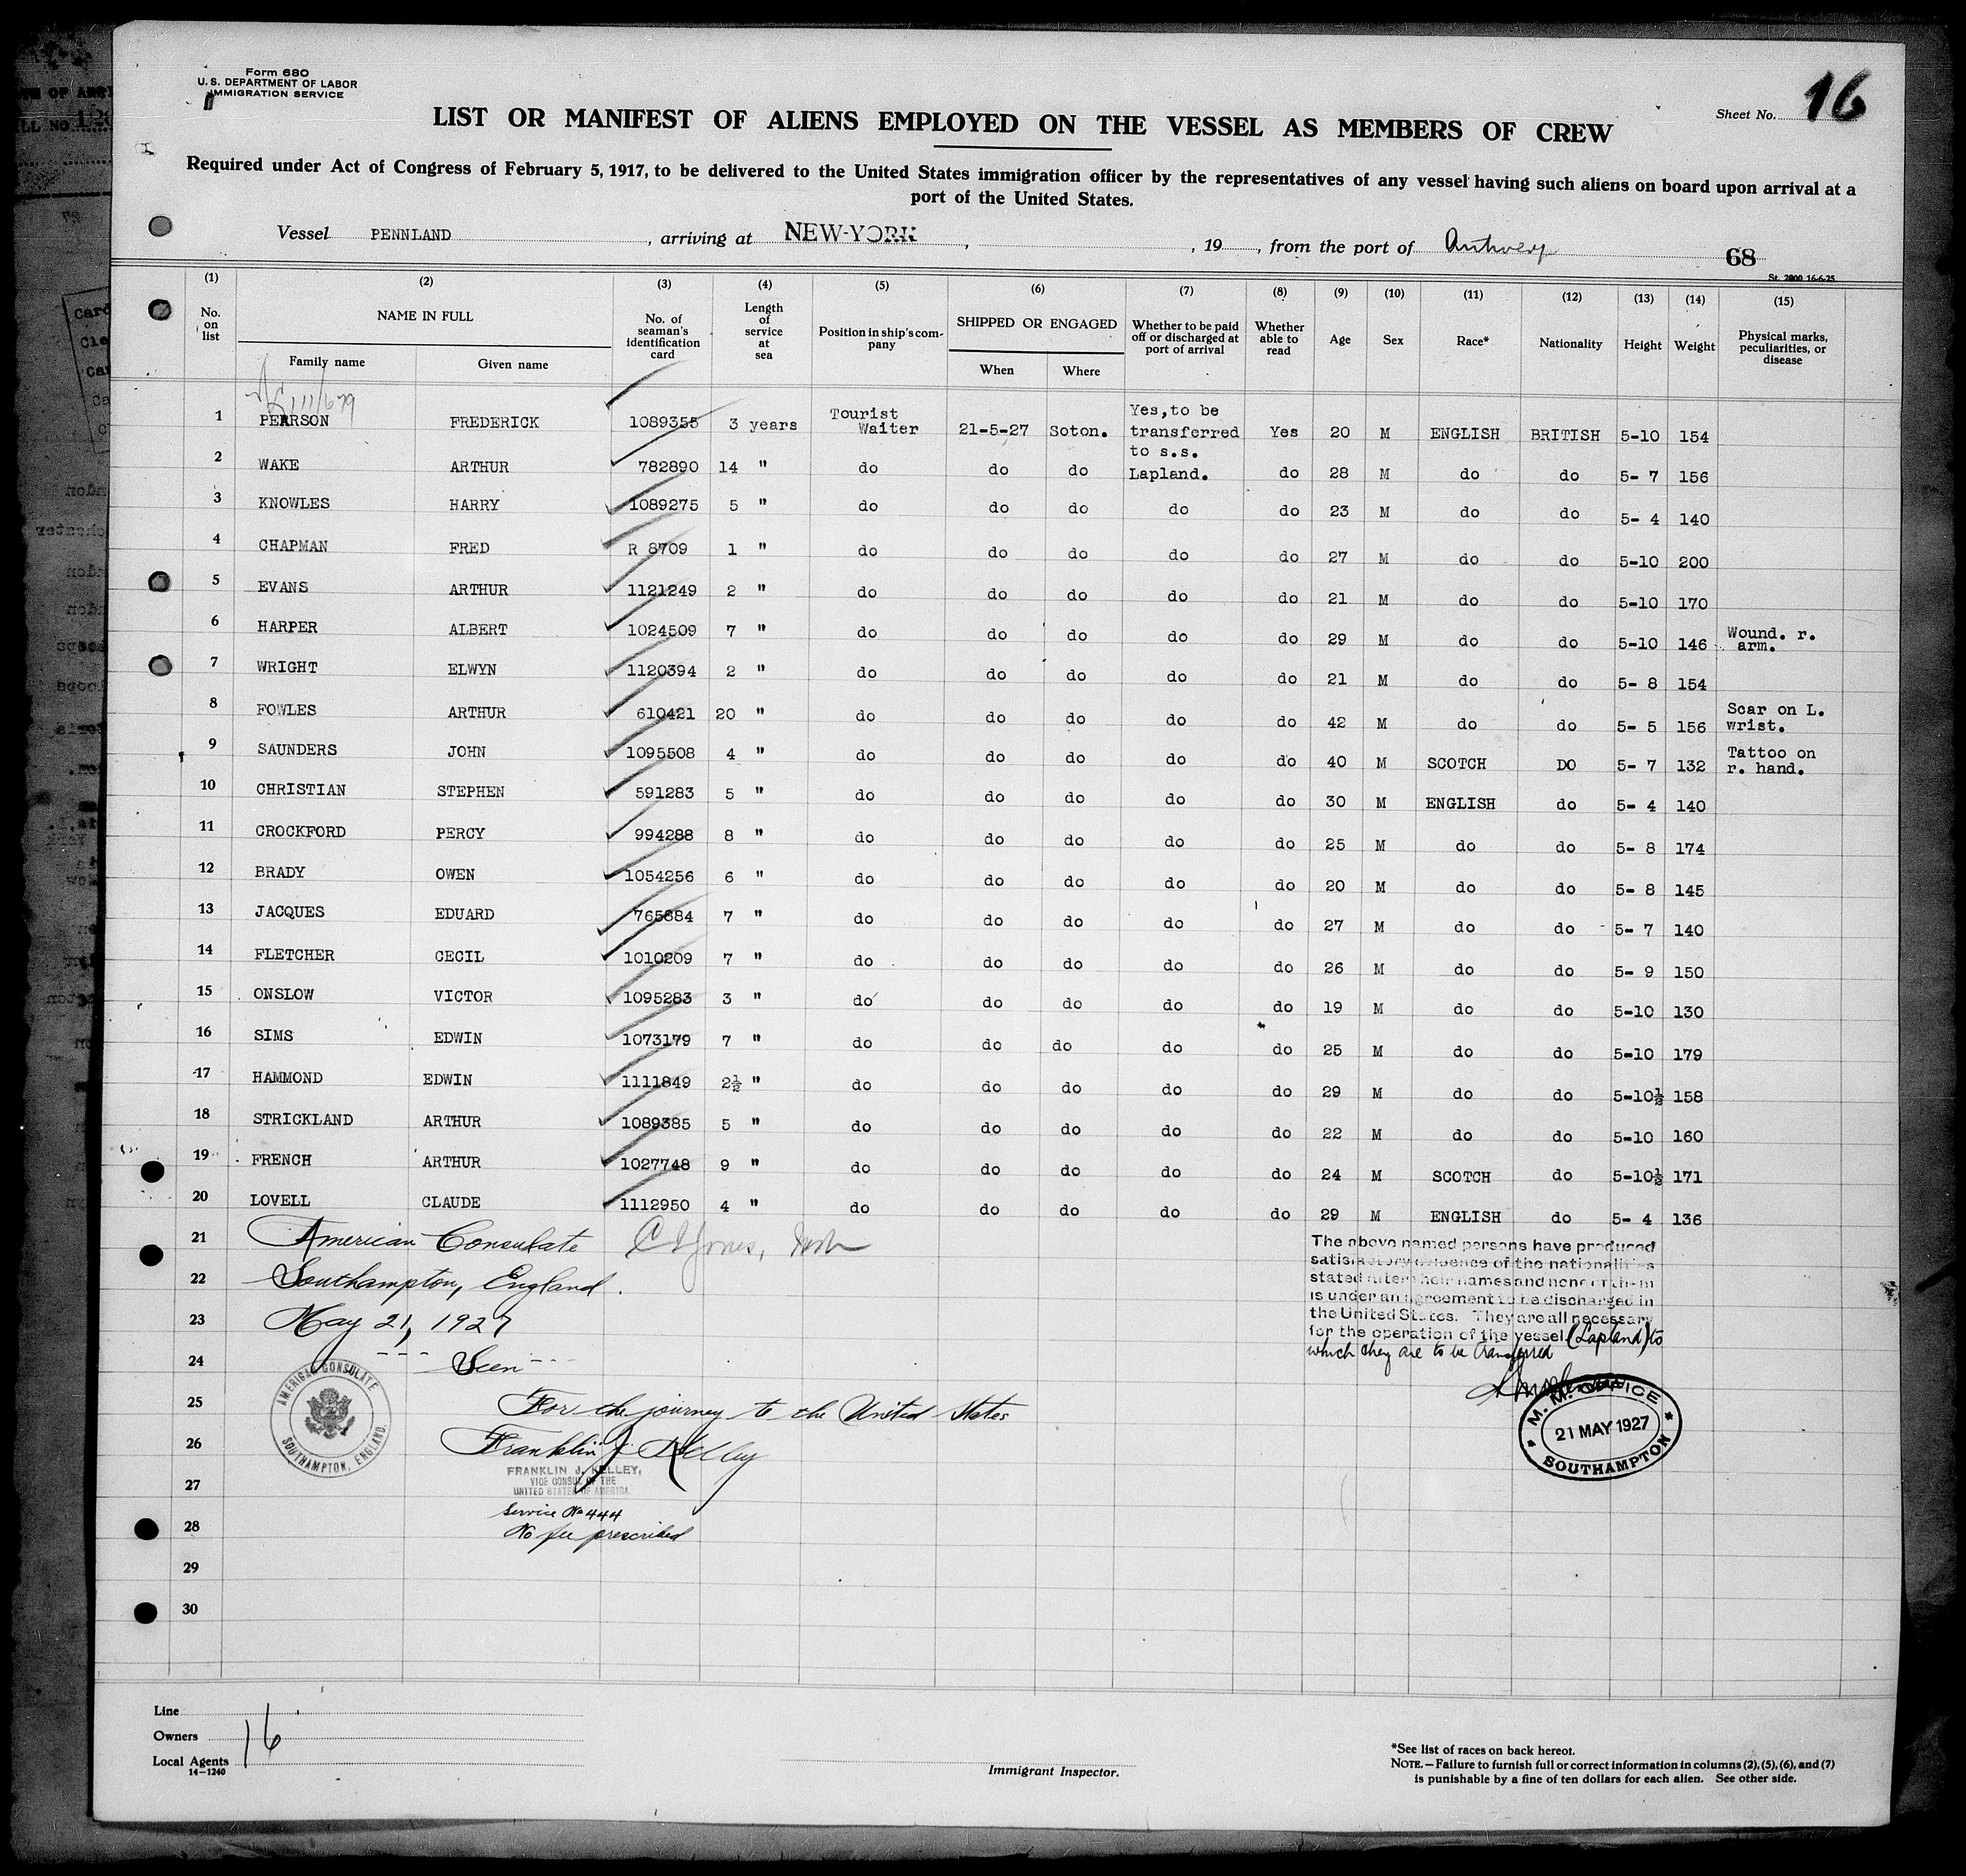 Form 680
U. S. DEPARTMENT OF LABOR
IMMIGRATION SERVICE
Sheet No. 16
LIST OR MANIFEST OF ALIENS EMPLOYED ON THE VESSEL AS MEMBERS OF CREW
Required under Act of Congress of February 5, 1917, to be delivered to the United States immigration officer by the representatives of any vessel having such aliens on board upon arrival at a
port of the United States.
Vessel PENNLAND, arriving at NEW-YORK, , 19 , from the port of Antwerp
68
St. 2000 16-6-25.
(1) (2) (3) (4) (5) (6) (7) (8) (9) (10) (11) (12) (13) (14) (15)
No. on list NAME IN FULL Family name Given name No. of seaman's identification card Length of service at sea Position in ship's company SHIPPED OR ENGAGED When Where Whether to be paid off or discharged at port of arrival Whether able to read Age Sex Race* Nationality Height Weight Physical marks, peculiarities, or disease
1 PEARSON FREDERICK 1089355 3 years Tourist Waiter 21-5-27 Soton. Yes, to be transferred to s.s. Lapland. Yes 20 M ENGLISH BRITISH 5-10 154
2 WAKE ARTHUR 782890 14 " do do do do 28 M do do 5- 7 156
3 KNOWLES HARRY 1089275 5 " do do do do do 23 M do do 5- 4 140
4 CHAPMAN FRED R 8709 1 " do do do do do 27 M do do 5-10 200
5 EVANS ARTHUR 1121249 2 " do do do do do 21 M do do 5-10 170
6 HARPER ALBERT 1024509 7 " do do do do do 29 M do do 5-10 146 Wound. r. arm.
7 WRIGHT ELWYN 1120394 2 " do do do do do 21 M do do 5- 8 154
8 FOWLES ARTHUR 610421 20 " do do do do do 42 M do do 5- 5 156 Scar on L. wrist.
9 SAUNDERS JOHN 1095508 4 " do do do do do 40 M SCOTCH DO 5- 7 132 Tattoo on r. hand.
10 CHRISTIAN STEPHEN 591283 5 " do do do do do 30 M ENGLISH do 5- 4 140
11 CROCKFORD PERCY 994288 8 " do do do do do 25 M do do 5- 8 174
12 BRADY OWEN 1054256 6 " do do do do do 20 M do do 5- 8 145
13 JACQUES EDUARD 765684 7 " do do do do do 27 M do do 5- 7 140
14 FLETCHER CECIL 1010209 7 " do do do do do 26 M do do 5- 9 150
15 ONSLOW VICTOR 1095283 3 " do do do do do 19 M do do 5-10 130
16 SIMS EDWIN 1073179 7 " do do do do do 25 M do do 5-10 179
17 HAMMOND EDWIN 1111849 2½ " do do do do do 29 M do do 5-10½ 158
18 STRICKLAND ARTHUR 1089385 5 " do do do do do 22 M do do 5-10 160
19 FRENCH ARTHUR 1027748 9 " do do do do do 24 M SCOTCH do 5-10½ 171
20 LOVELL CLAUDE 1112950 4 " do do do do do 29 M ENGLISH do 5- 4 136
21 American Consulate
22 Southampton, England.
23 May 21, 1927
24 --- Seen ---
25 For the journey to the United States
26 Franklin J. Kelley
27 FRANKLIN J. KELLEY,
VICE CONSUL OF THE
UNITED STATES OF AMERICA
Service No 444
28 No fee prescribed
29
30
AMERICAN CONSULATE
SOUTHAMPTON, ENGLAND.
The above named persons have produced
satisfactory evidence of the nationalities
stated after their names and none of them
is under an agreement to be discharged in
the United States. They are all necessary
for the operation of the vessel (Lapland) to
which they are to be transferred
M. M. OFFICE
21 MAY 1927
SOUTHAMPTON
Line
Owners 16
Local Agents
14—1240
Immigrant Inspector.
*See list of races on back hereof.
NOTE.—Failure to furnish full or correct information in columns (2), (5), (6), and (7)
is punishable by a fine of ten dollars for each alien. See other side.